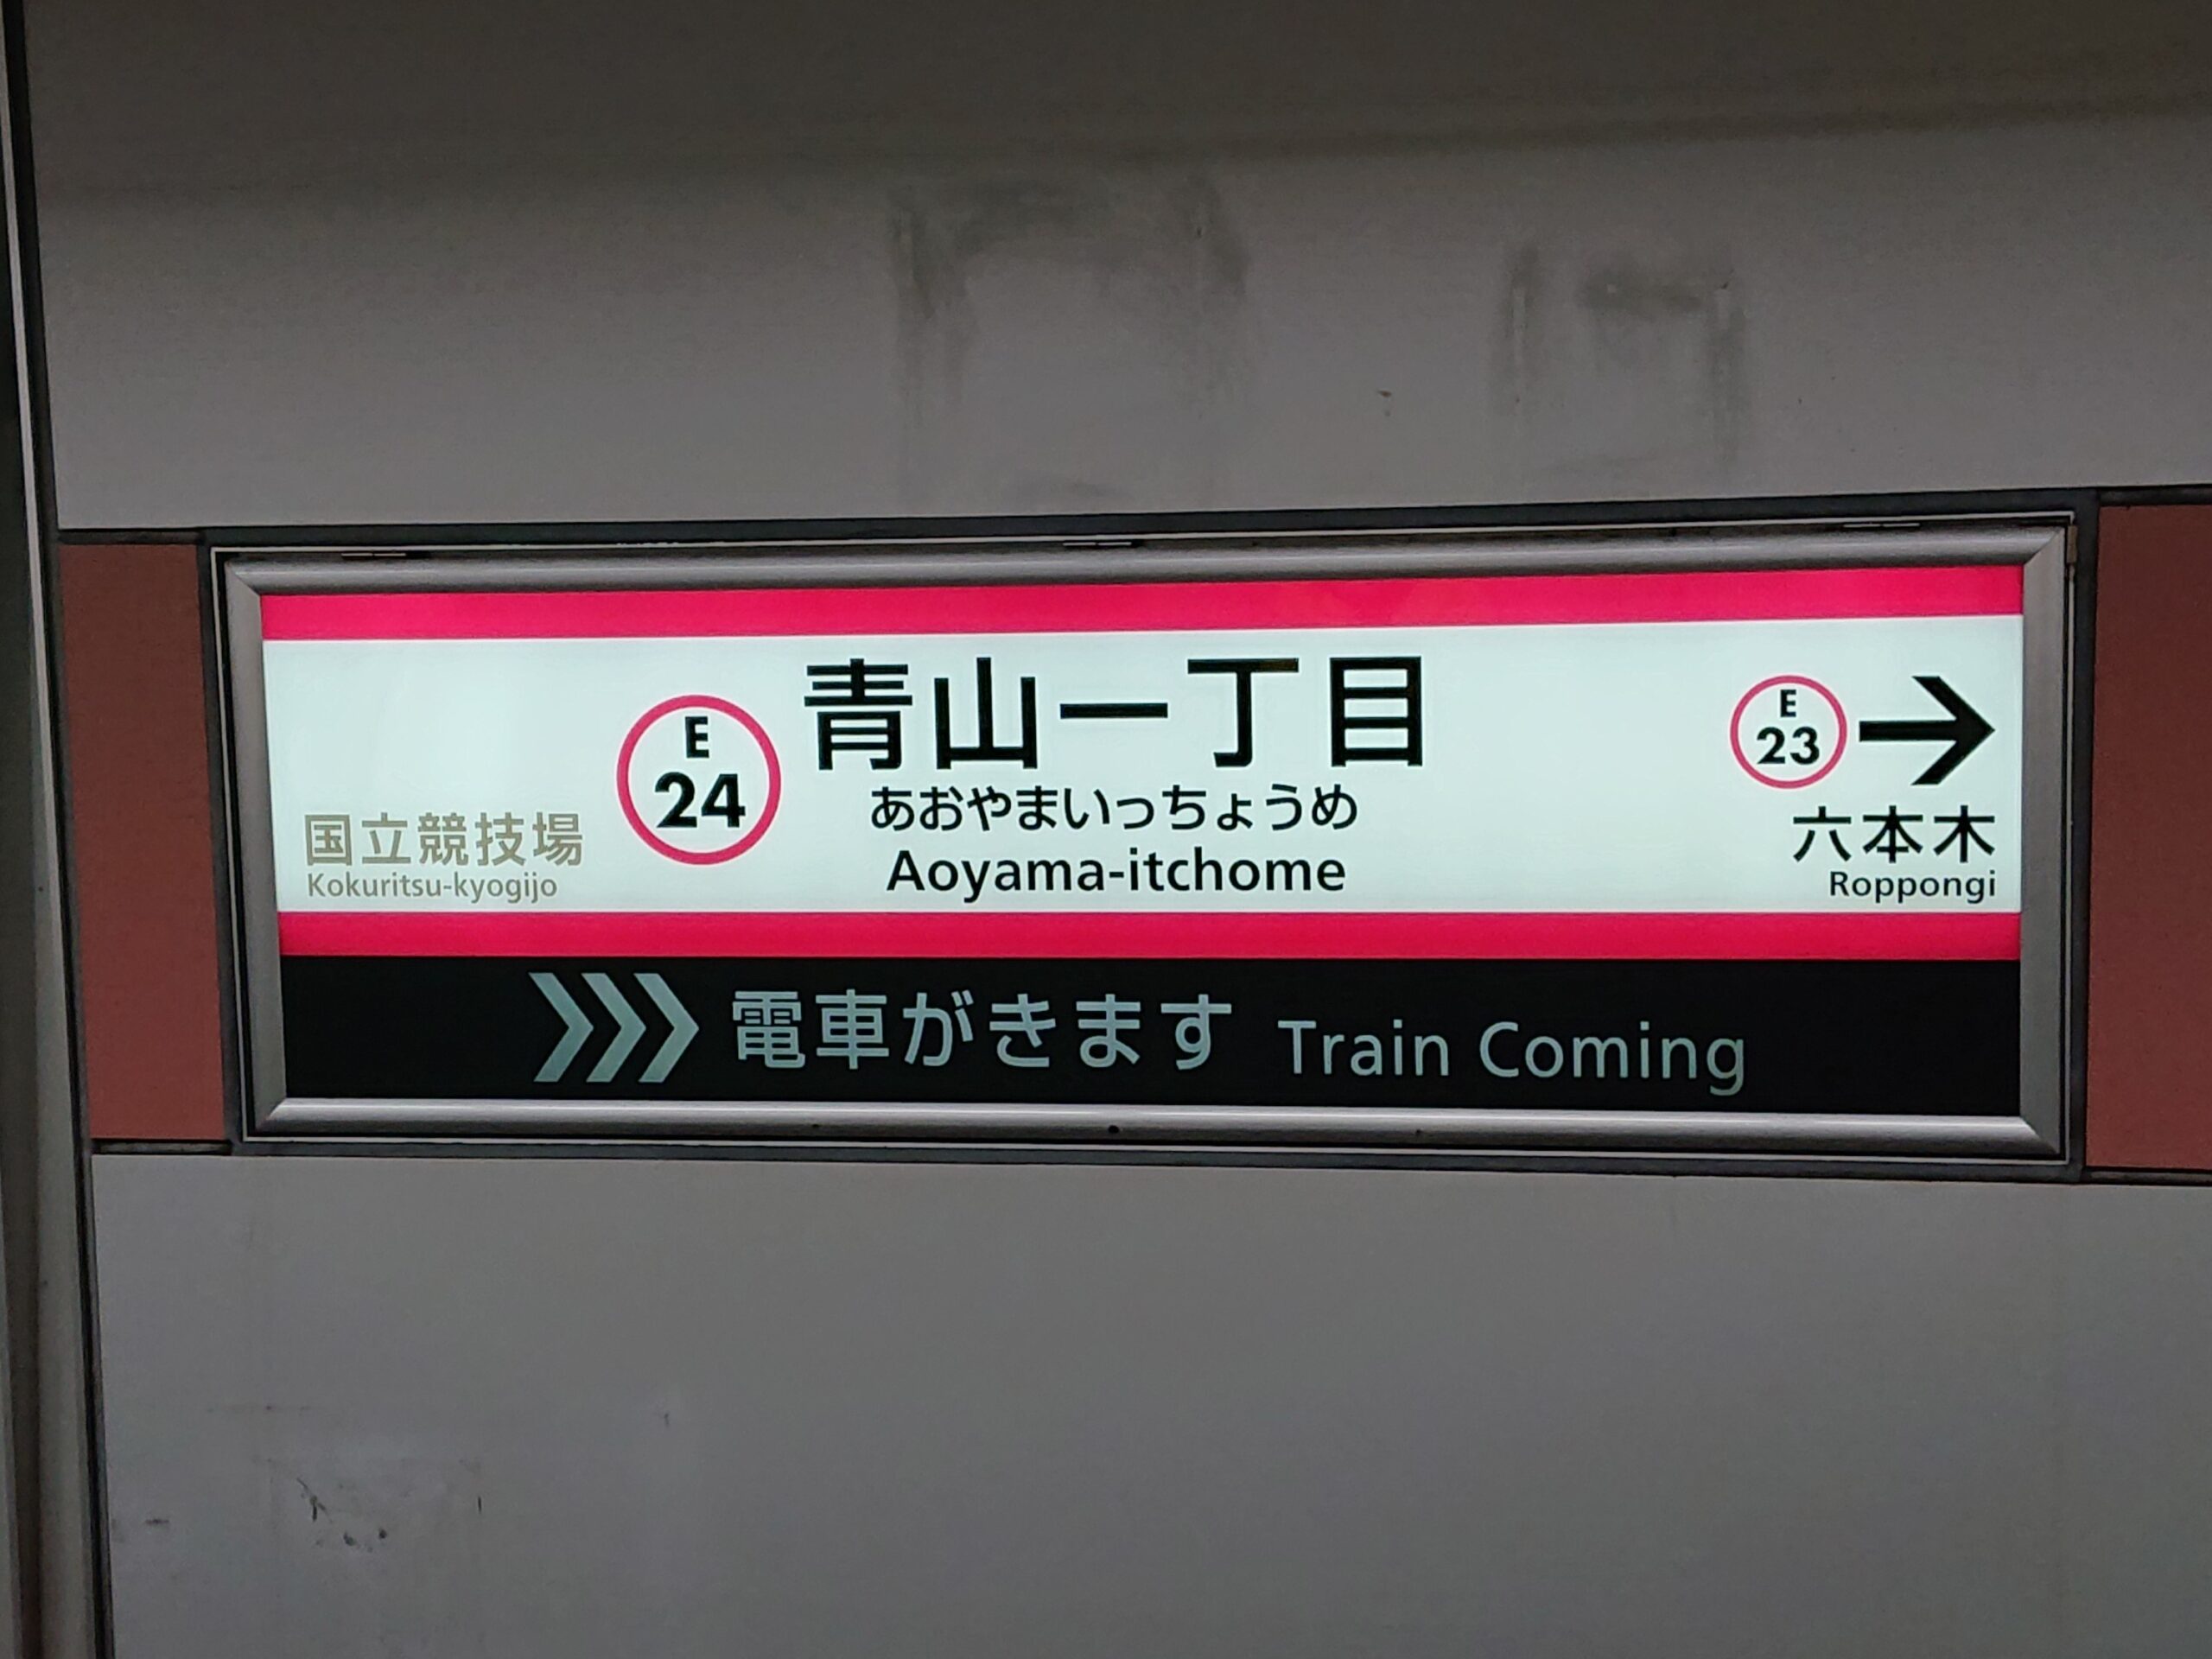 青山一丁目
E
24
あおやまいっちょうめ
Aoyama-itchome
国立競技場
Kokuritsu-kyogijo
E
23
六本木
Roppongi
電車がきます Train Coming